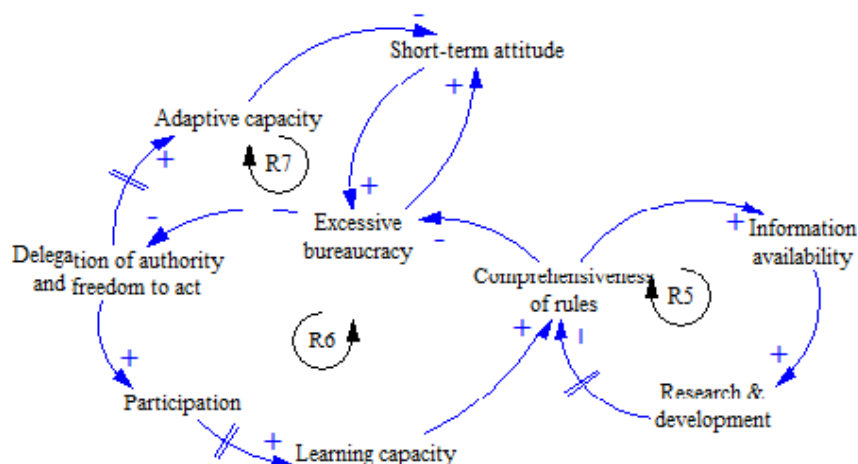 Short-term attitude
Adaptive capacity
R7
Excessive
bureaucracy
Information
availability
Delegation of authority
and freedom to act
Comprehensiveness
of rules
R5
R6
Participation
Research &
development
Learning capacity